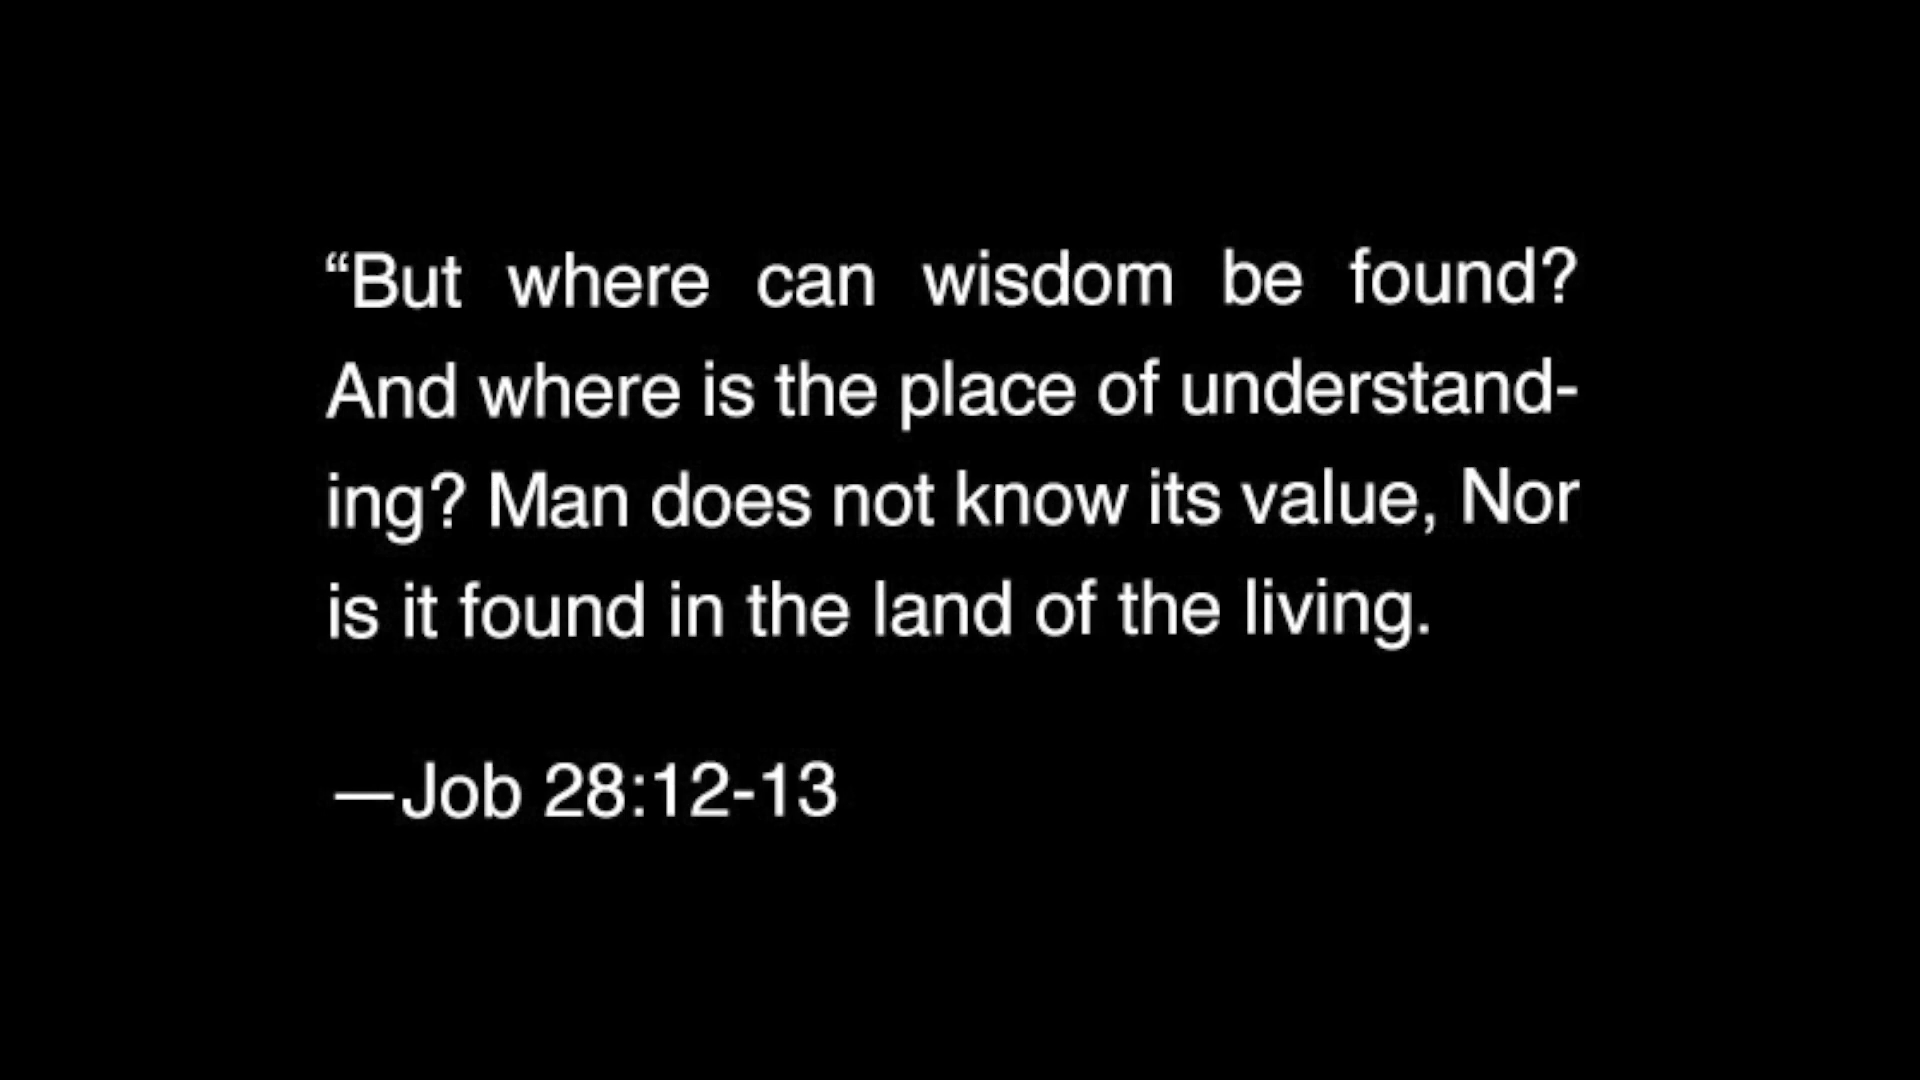 “But where can wisdom be found?
And where is the place of understand-
ing? Man does not know its value, Nor
is it found in the land of the living.
—Job 28:12-13